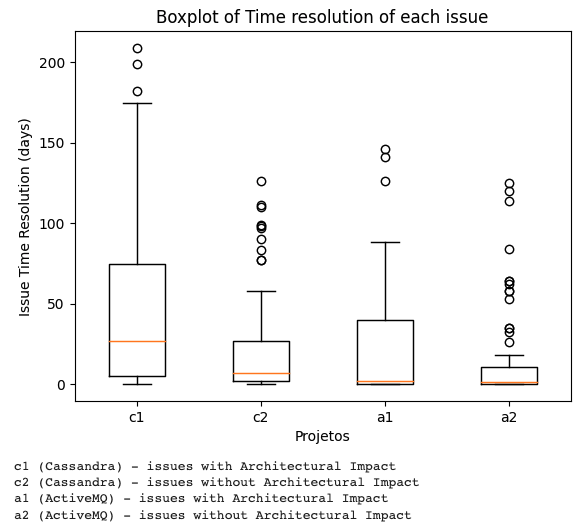 Boxplot of Time resolution of each issue
Issue Time Resolution (days)
200
150
100
50
0
c1 c2 a1 a2
Projetos
c1 (Cassandra) - issues with Architectural Impact
c2 (Cassandra) - issues without Architectural Impact
a1 (ActiveMQ) - issues with Architectural Impact
a2 (ActiveMQ) - issues without Architectural Impact